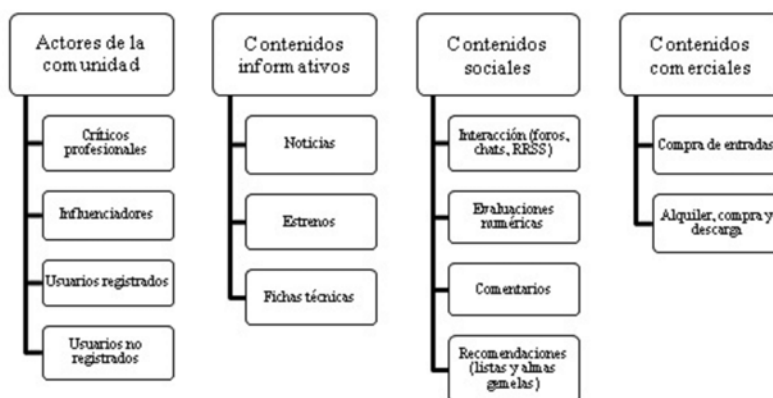 Actores de la
comunidad
Críticos
profesionales
Influenciadores
Usuarios registrados
Usuarios no
registrados
Contenidos
informativos
Noticias
Estrenos
Fichas técnicas
Contenidos
sociales
Interacción (foros,
chats, RRSS)
Evaluaciones
numéricas
Comentarios
Recomendaciones
(listas y almas
gemelas)
Contenidos
comerciales
Compra de entradas
Alquiler, compra y
descarga